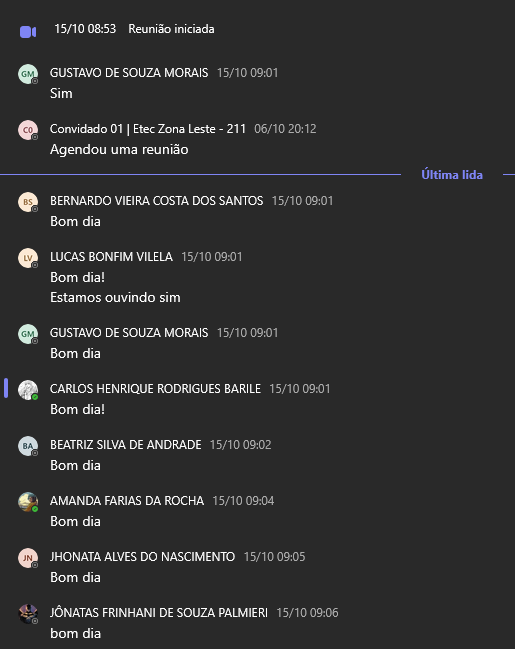 15/10 08:53 Reunião iniciada
GM GUSTAVO DE SOUZA MORAIS 15/10 09:01
Sim
C0 Convidado 01 | Etec Zona Leste - 211 06/10 20:12
Agendou uma reunião
Última lida
BS BERNARDO VIEIRA COSTA DOS SANTOS 15/10 09:01
Bom dia
LV LUCAS BONFIM VILELA 15/10 09:01
Bom dia!
Estamos ouvindo sim
GM GUSTAVO DE SOUZA MORAIS 15/10 09:01
Bom dia
CARLOS HENRIQUE RODRIGUES BARILE 15/10 09:01
Bom dia!
BA BEATRIZ SILVA DE ANDRADE 15/10 09:02
Bom dia
AMANDA FARIAS DA ROCHA 15/10 09:04
Bom dia
JN JHONATA ALVES DO NASCIMENTO 15/10 09:05
Bom dia
JÔNATAS FRINHANI DE SOUZA PALMIERI 15/10 09:06
bom dia